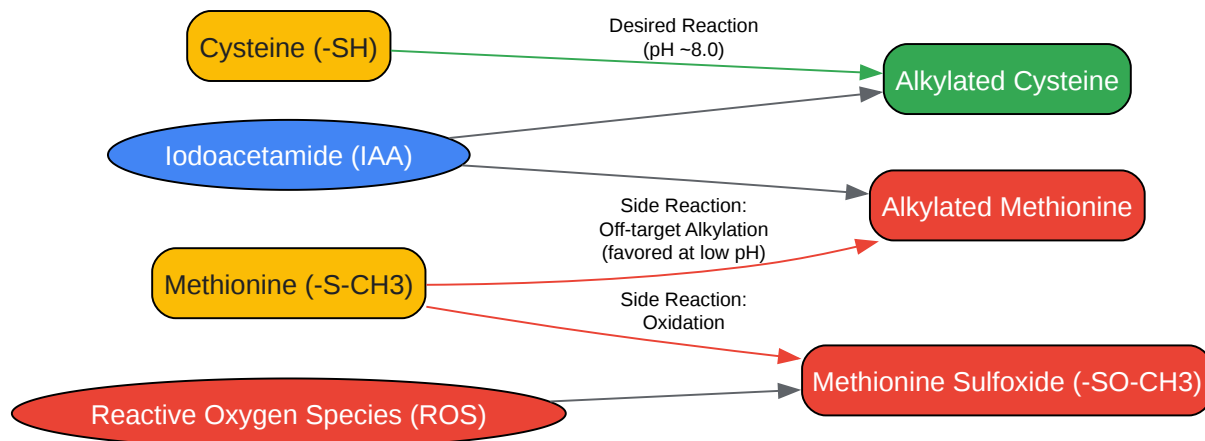 Cysteine (-SH)
Desired Reaction
(pH ~8.0)
Alkylated Cysteine
Iodoacetamide (IAA)
Alkylated Methionine
Side Reaction:
Off-target Alkylation
(favored at low pH)
Methionine (-S-CH3)
Side Reaction:
Oxidation
Methionine Sulfoxide (-SO-CH3)
Reactive Oxygen Species (ROS)